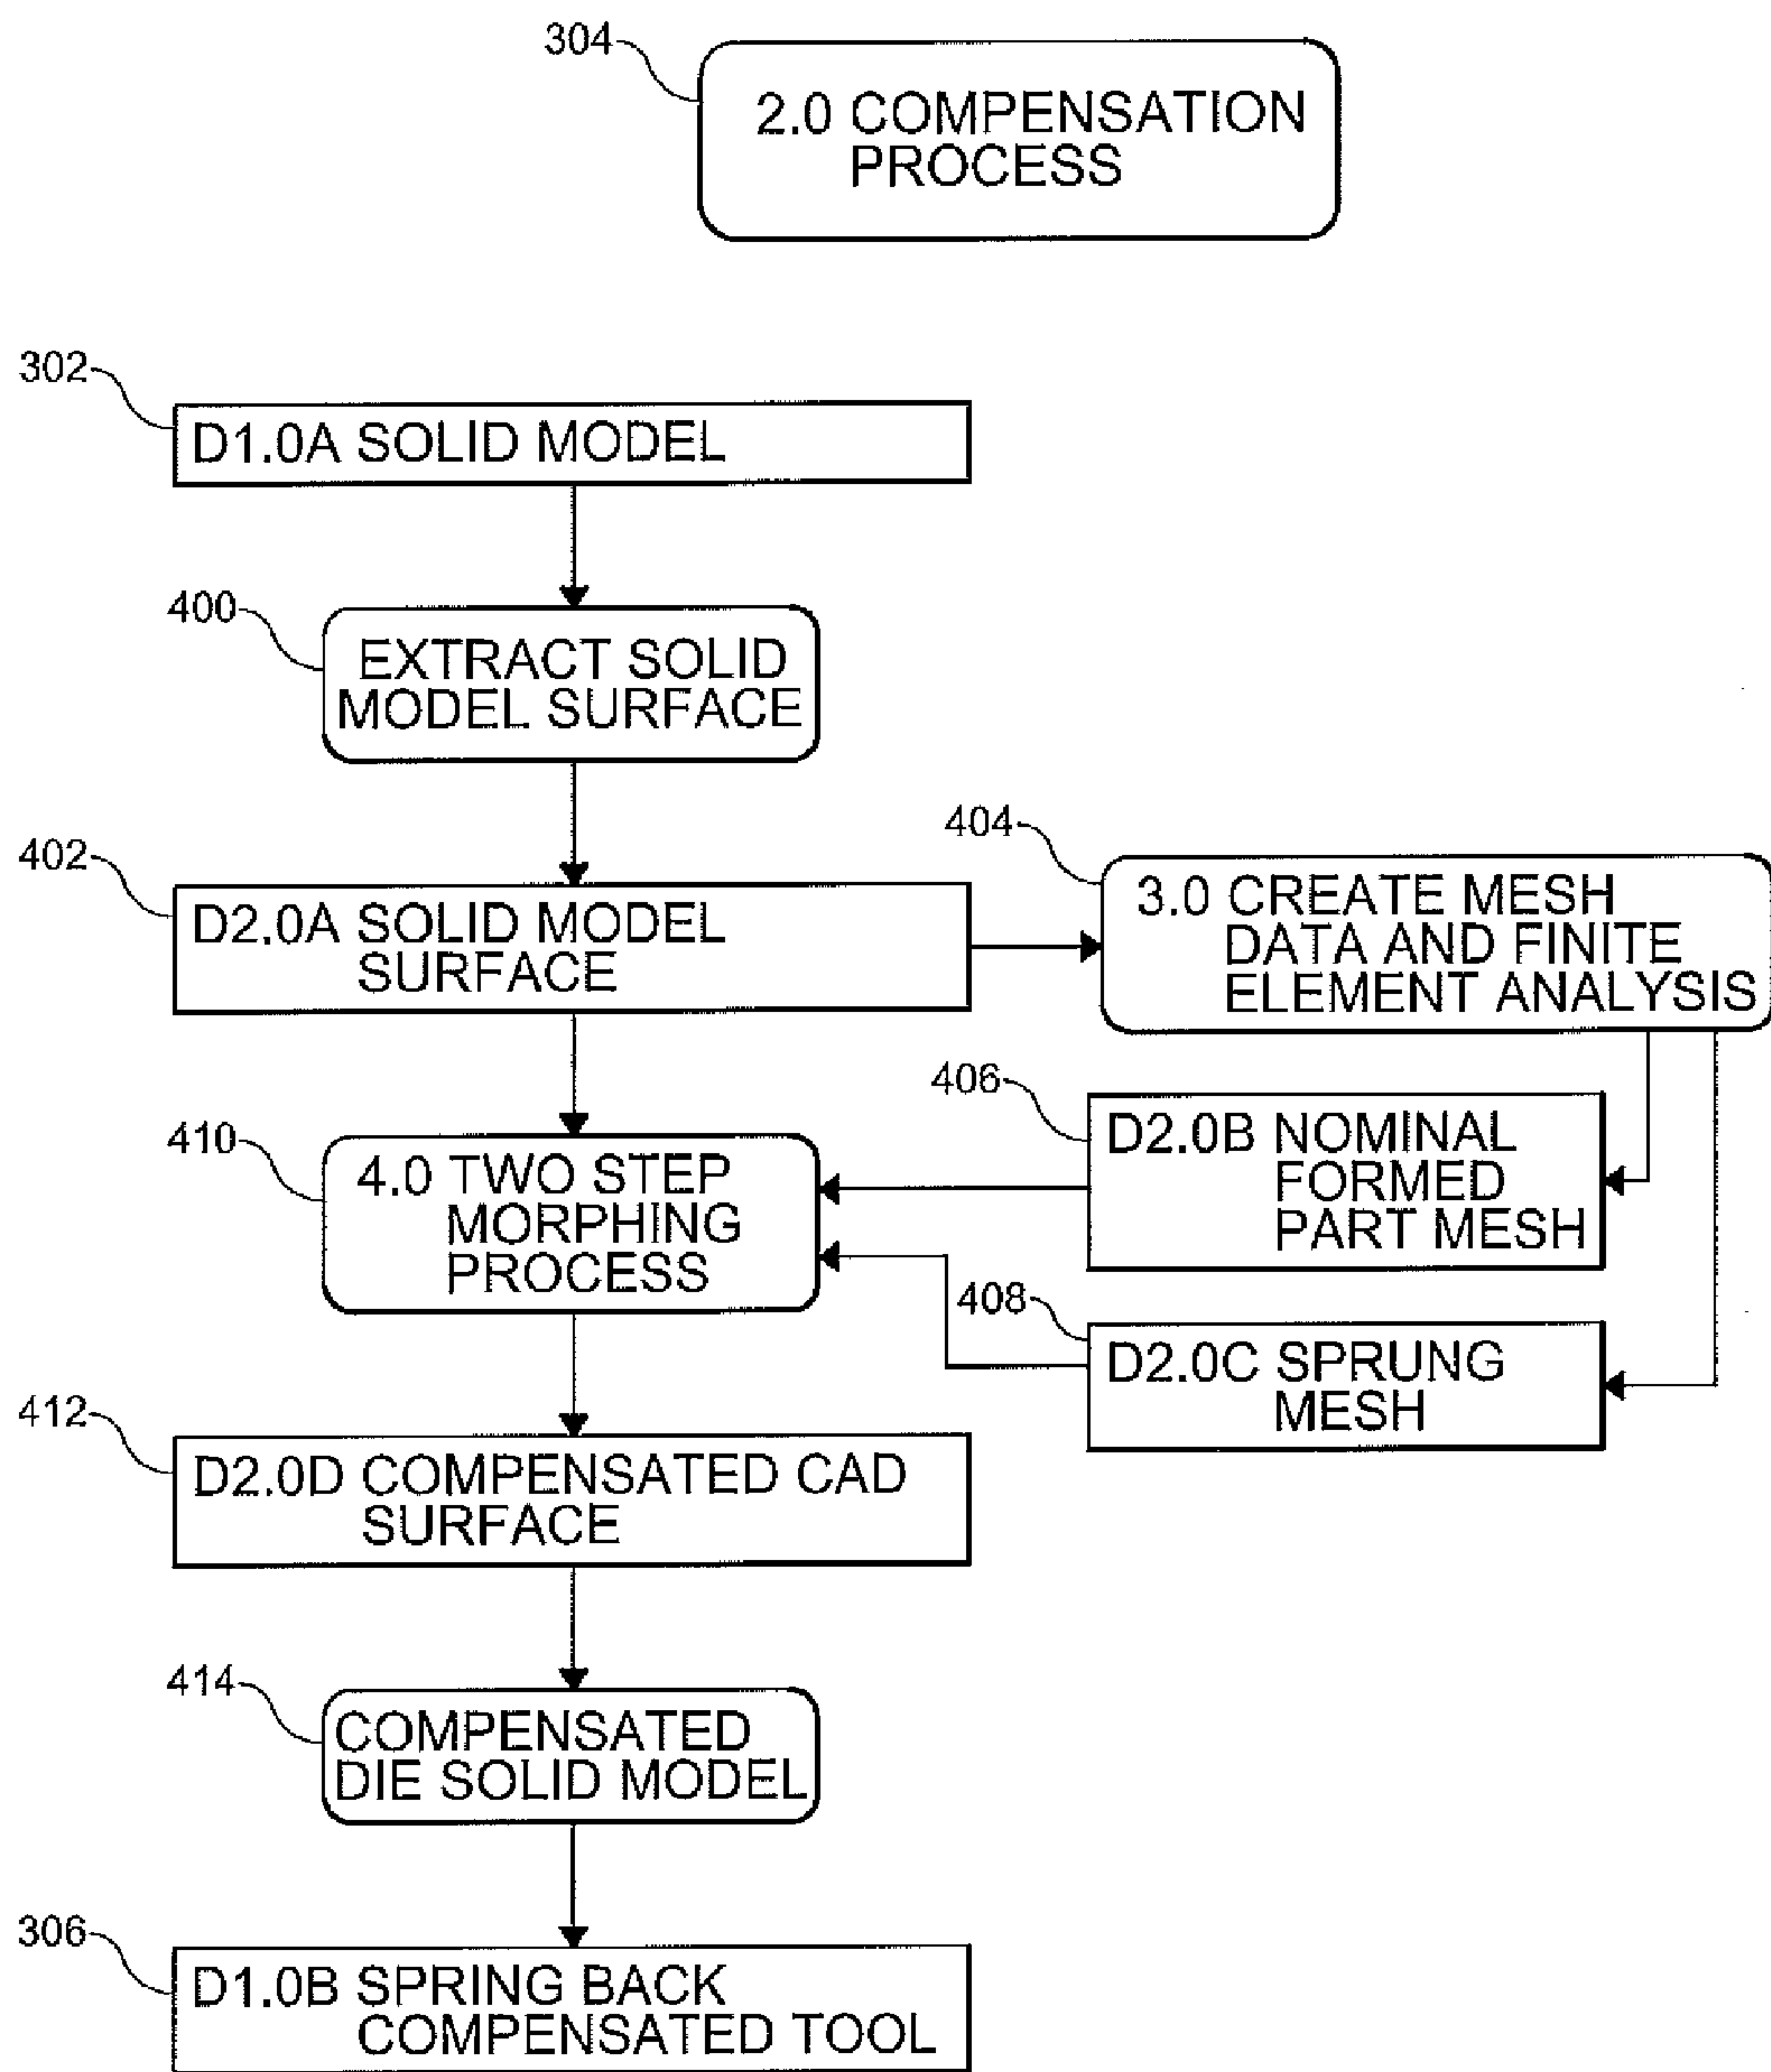 304
2.0 COMPENSATION
PROCESS
302
D1.0A SOLID MODEL
400
EXTRACT SOLID
MODEL SURFACE
402
D2.0A SOLID MODEL
SURFACE
404
3.0 CREATE MESH
DATA AND FINITE
ELEMENT ANALYSIS
406
D2.0B NOMINAL
FORMED
PART MESH
410
4.0 TWO STEP
MORPHING
PROCESS
408
D2.0C SPRUNG
MESH
412
D2.0D COMPENSATED CAD
SURFACE
414
COMPENSATED
DIE SOLID MODEL
306
D1.0B SPRING BACK
COMPENSATED TOOL